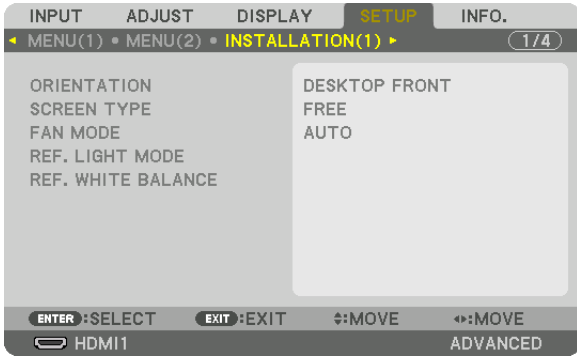 INPUT ADJUST DISPLAY SETUP INFO.
MENU(1) • MENU(2) • INSTALLATION(1) 1/4
ORIENTATION DESKTOP FRONT
SCREEN TYPE FREE
FAN MODE AUTO
REF. LIGHT MODE
REF. WHITE BALANCE
ENTER :SELECT EXIT :EXIT :MOVE :MOVE
HDMI1 ADVANCED